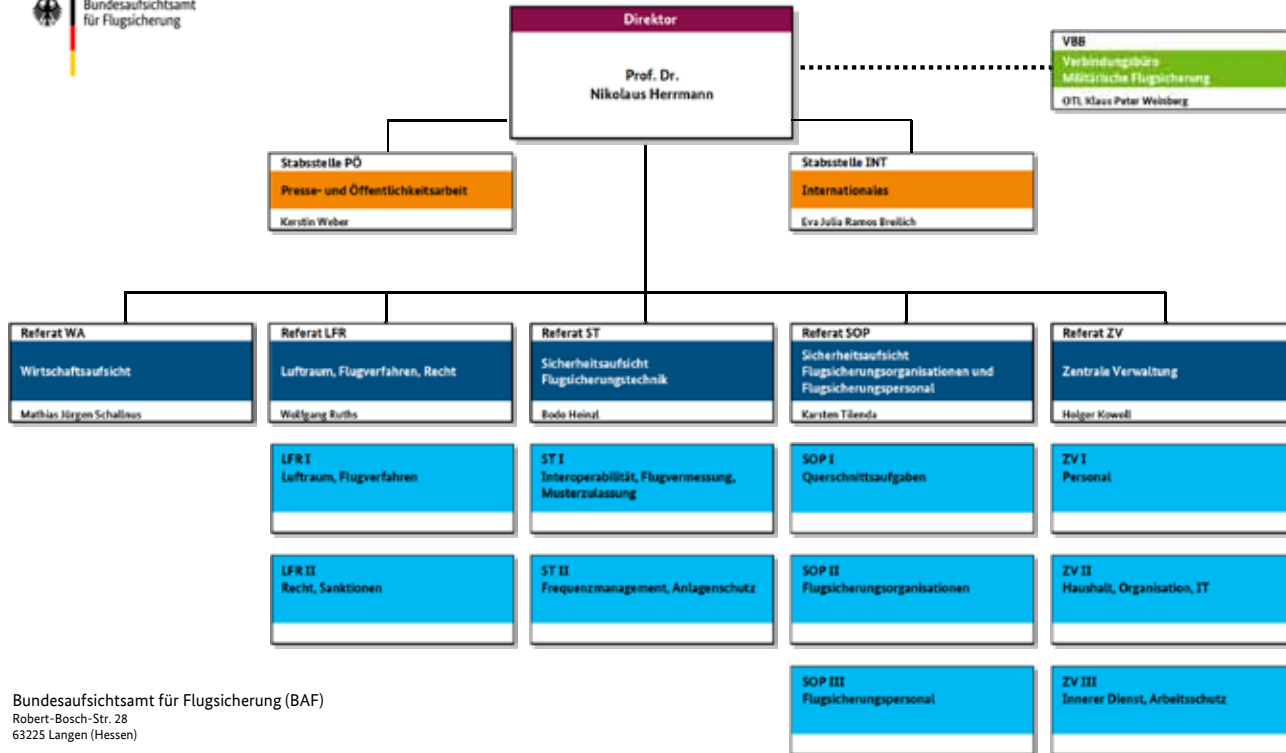 Bundesaufsichtsamt
für Flugsicherung
Direktor
Prof. Dr.
Nikolaus Herrmann
VBB
Verbindungsbüro
Militärische Flugsicherung
OTL Klaus Peter Weinberg
Stabsstelle PÖ
Presse- und Öffentlichkeitsarbeit
Kerstin Weber
Stabsstelle INT
Internationales
Eva Julia Ramos Breilich
Referat WA
Wirtschaftsaufsicht
Mathias Jürgen Schallnus
Referat LFR
Luftraum, Flugverfahren, Recht
Wolfgang Ruths
Referat ST
Sicherheitsaufsicht
Flugsicherungstechnik
Bodo Heinzl
Referat SOP
Sicherheitsaufsicht
Flugsicherungsorganisationen und
Flugsicherungspersonal
Karsten Tilenda
Referat ZV
Zentrale Verwaltung
Holger Kowoll
LFR I
Luftraum, Flugverfahren
ST I
Interoperabilität, Flugvermessung,
Musterzulassung
SOP I
Querschnittsaufgaben
ZV I
Personal
LFR II
Recht, Sanktionen
ST II
Frequenzmanagement, Anlagenschutz
SOP II
Flugsicherungsorganisationen
ZV II
Haushalt, Organisation, IT
SOP III
Flugsicherungspersonal
ZV III
Innerer Dienst, Arbeitsschutz
Bundesaufsichtsamt für Flugsicherung (BAF)
Robert-Bosch-Str. 28
63225 Langen (Hessen)